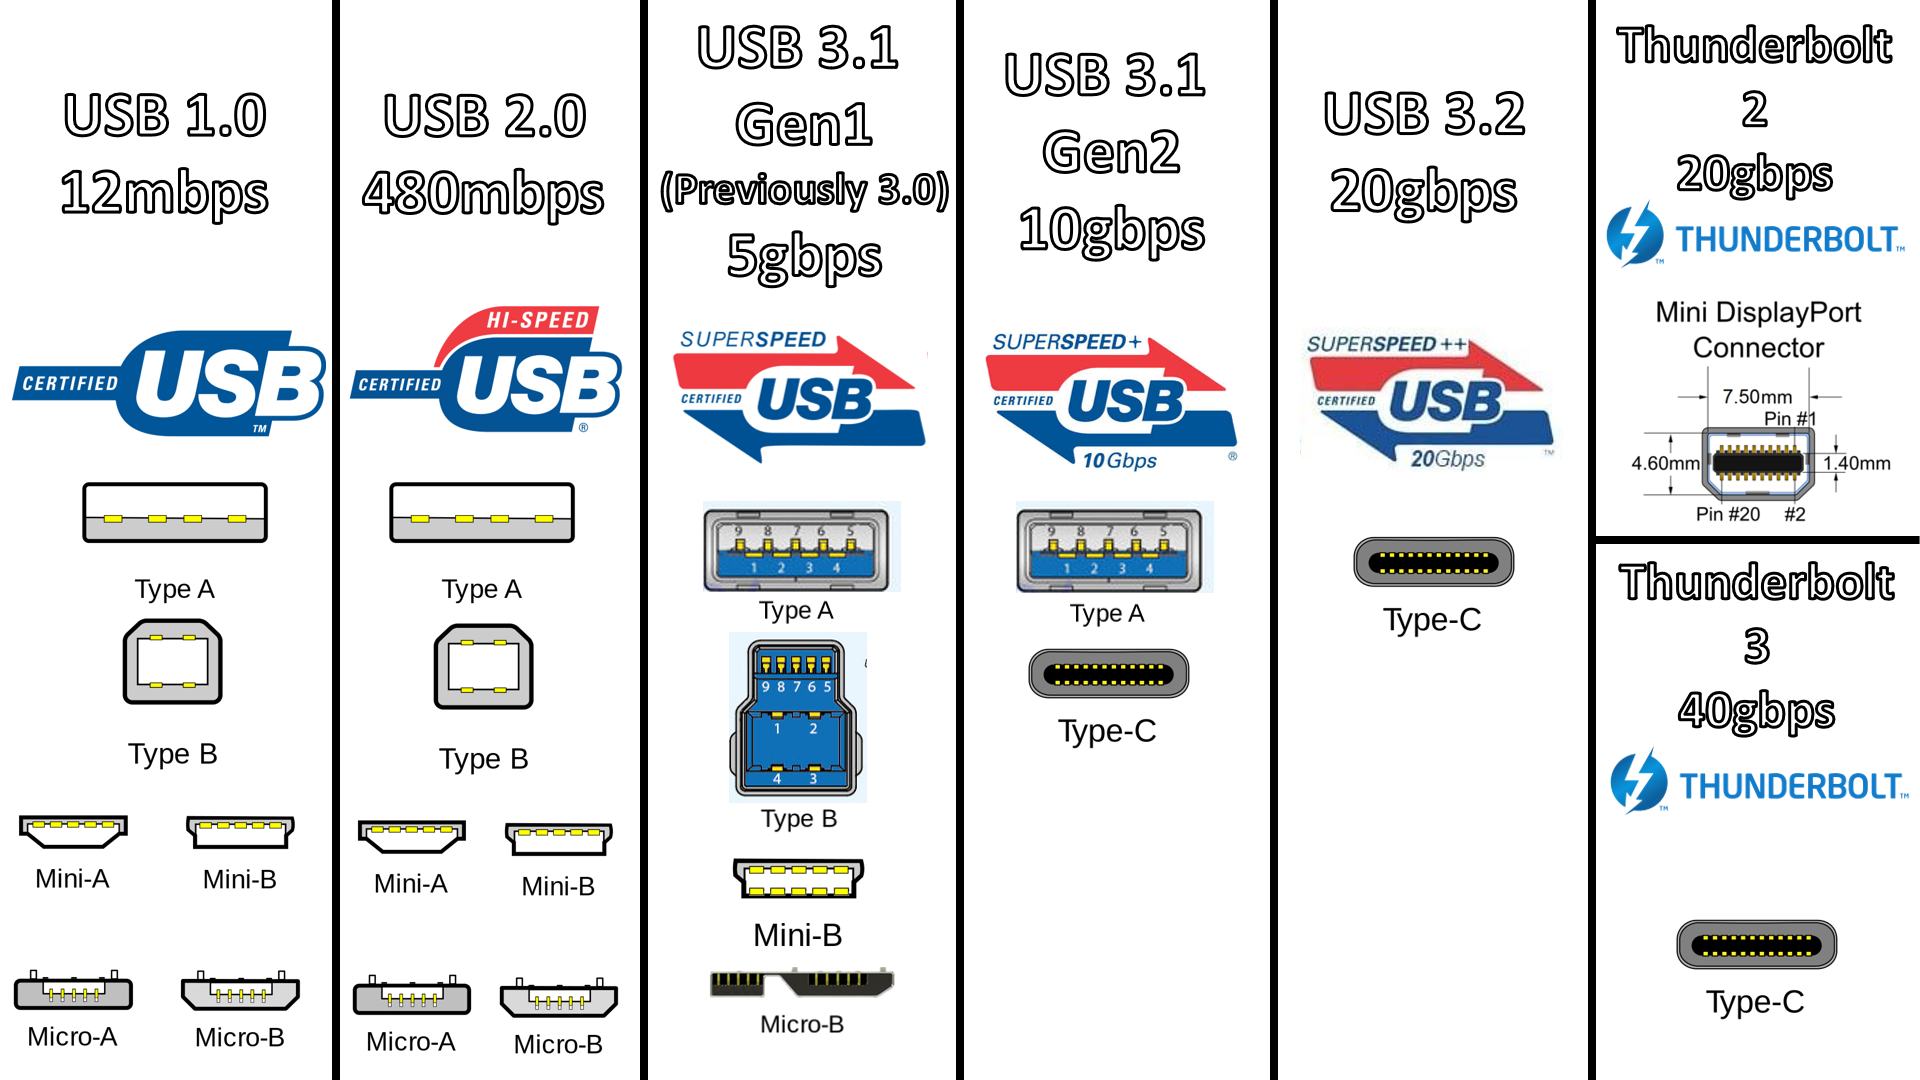 USB 1.0
12mbps
CERTIFIED USB
TM
Type A
Type B
Mini-A
Mini-B
Micro-A
Micro-B
USB 2.0
480mbps
HI-SPEED
CERTIFIED USB
®
Type A
Type B
Mini-A
Mini-B
Micro-A
Micro-B
USB 3.1
Gen1
(Previously 3.0)
5gbps
SUPERSPEED
CERTIFIED USB
9 8 7 6 5
1 2 3 4
Type A
9 8 7 6 5
1 2
4 3
Type B
Mini-B
Micro-B
USB 3.1
Gen2
10gbps
SUPERSPEED+
CERTIFIED USB
10Gbps
®
9 8 7 6 5
1 2 3 4
Type A
Type-C
USB 3.2
20gbps
SUPERSPEED++
CERTIFIED USB
20Gbps
TM
Type-C
Thunderbolt
2
20gbps
THUNDERBOLT™
TM
Mini DisplayPort
Connector
7.50mm
Pin #1
4.60mm
1.40mm
Pin #20
#2
Thunderbolt
3
40gbps
THUNDERBOLT™
TM
Type-C